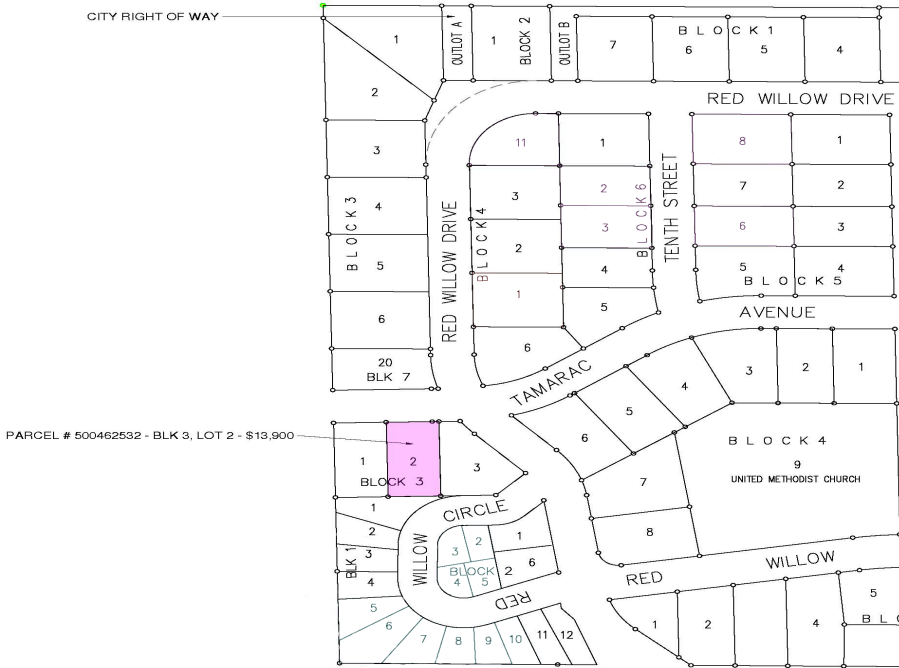 CITY RIGHT OF WAY
1
OUTLOT A
1
BLOCK 2
OUTLOT B
7
BLOCK 1
6
5
4
2
RED WILLOW DRIVE
3
11
1
8
1
4
BLOCK 3
3
2
7
2
RED WILLOW DRIVE
BLOCK 4
3
BLOCK 6
TENTH STREET
6
3
5
2
4
5
4
BLOCK 5
6
1
5
AVENUE
20
BLK 7
6
TAMARAC
3
2
1
4
5
6
PARCEL # 500462532 - BLK 3, LOT 2 - $13,900
1
2
3
BLOCK 3
BLOCK 4
9
UNITED METHODIST CHURCH
7
8
CIRCLE
WILLOW
RED
1
2
3
BLK 1
4
5
6
7
8
9
10
11
12
3
2
1
BLOCK 2
4
5
6
RED
WILLOW
1
2
4
5